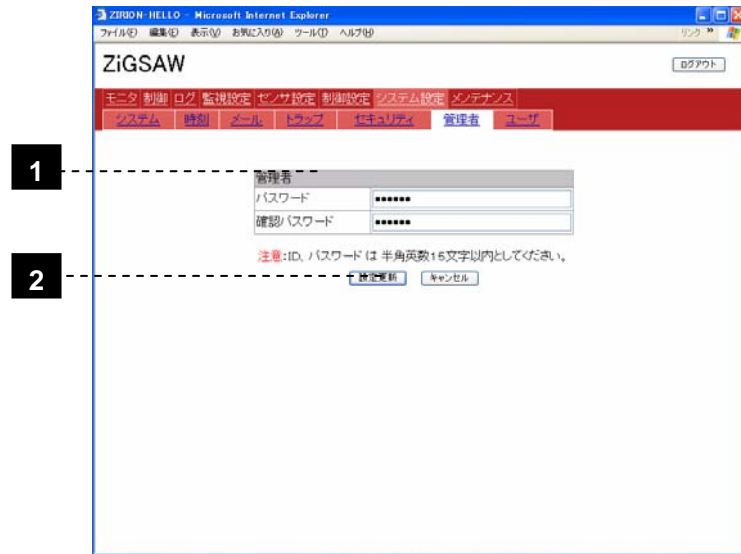 ZIRION-HELLO - Microsoft Internet Explorer
ファイル(F) 編集(E) 表示(V) お気に入り(A) ツール(T) ヘルプ(H) リンク »
ZiGSAW ログアウト
モニタ 制御 ログ 監視設定 センサ設定 制御設定 システム設定 メンテナンス
システム 時刻 メール トラップ セキュリティ 管理者 ユーザ
1
管理者
パスワード ●●●●●●
確認パスワード ●●●●●●
注意:ID、パスワード は 半角英数15文字以内としてください。
2
設定更新 キャンセル